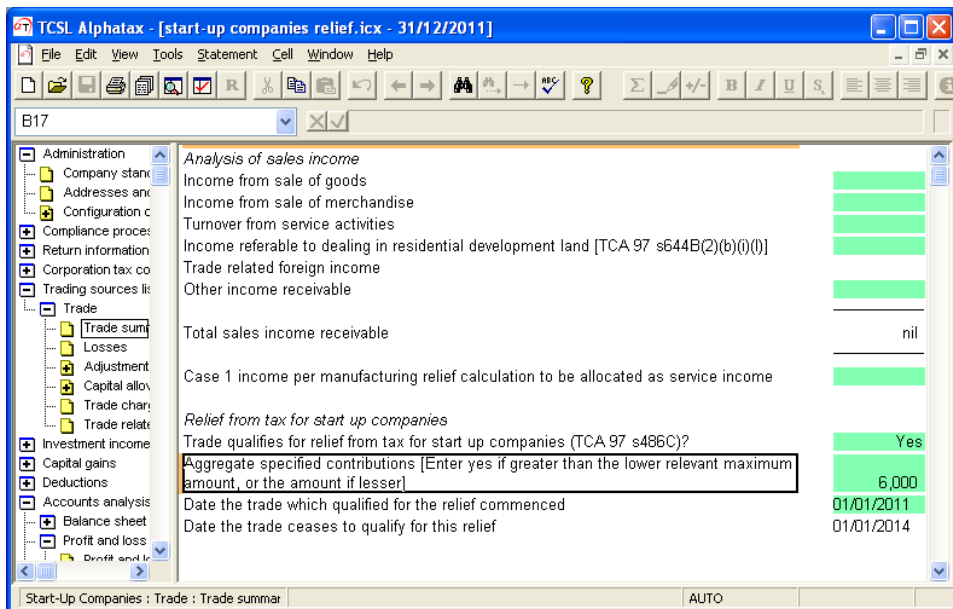 TCSL Alphatax - [start-up companies relief.icx - 31/12/2011]
File Edit View Tools Statement Cell Window Help
R ABC Σ +/- B I U S
B17
Administration
Company stand
Addresses and
Configuration c
Compliance proces
Return information
Corporation tax co
Trading sources lis
Trade
Trade sum
Losses
Adjustment
Capital allov
Trade char
Trade relate
Investment income
Capital gains
Deductions
Accounts analysis
Balance sheet
Profit and loss
Profit and lo
Analysis of sales income
Income from sale of goods
Income from sale of merchandise
Turnover from service activities
Income referable to dealing in residential development land [TCA 97 s644B(2)(b)(i)(I)]
Trade related foreign income
Other income receivable
Total sales income receivable nil
Case 1 income per manufacturing relief calculation to be allocated as service income
Relief from tax for start up companies
Trade qualifies for relief from tax for start up companies (TCA 97 s486C)? Yes
Aggregate specified contributions [Enter yes if greater than the lower relevant maximum
amount, or the amount if lesser] 6,000
Date the trade which qualified for the relief commenced 01/01/2011
Date the trade ceases to qualify for this relief 01/01/2014
Start-Up Companies : Trade : Trade summar AUTO